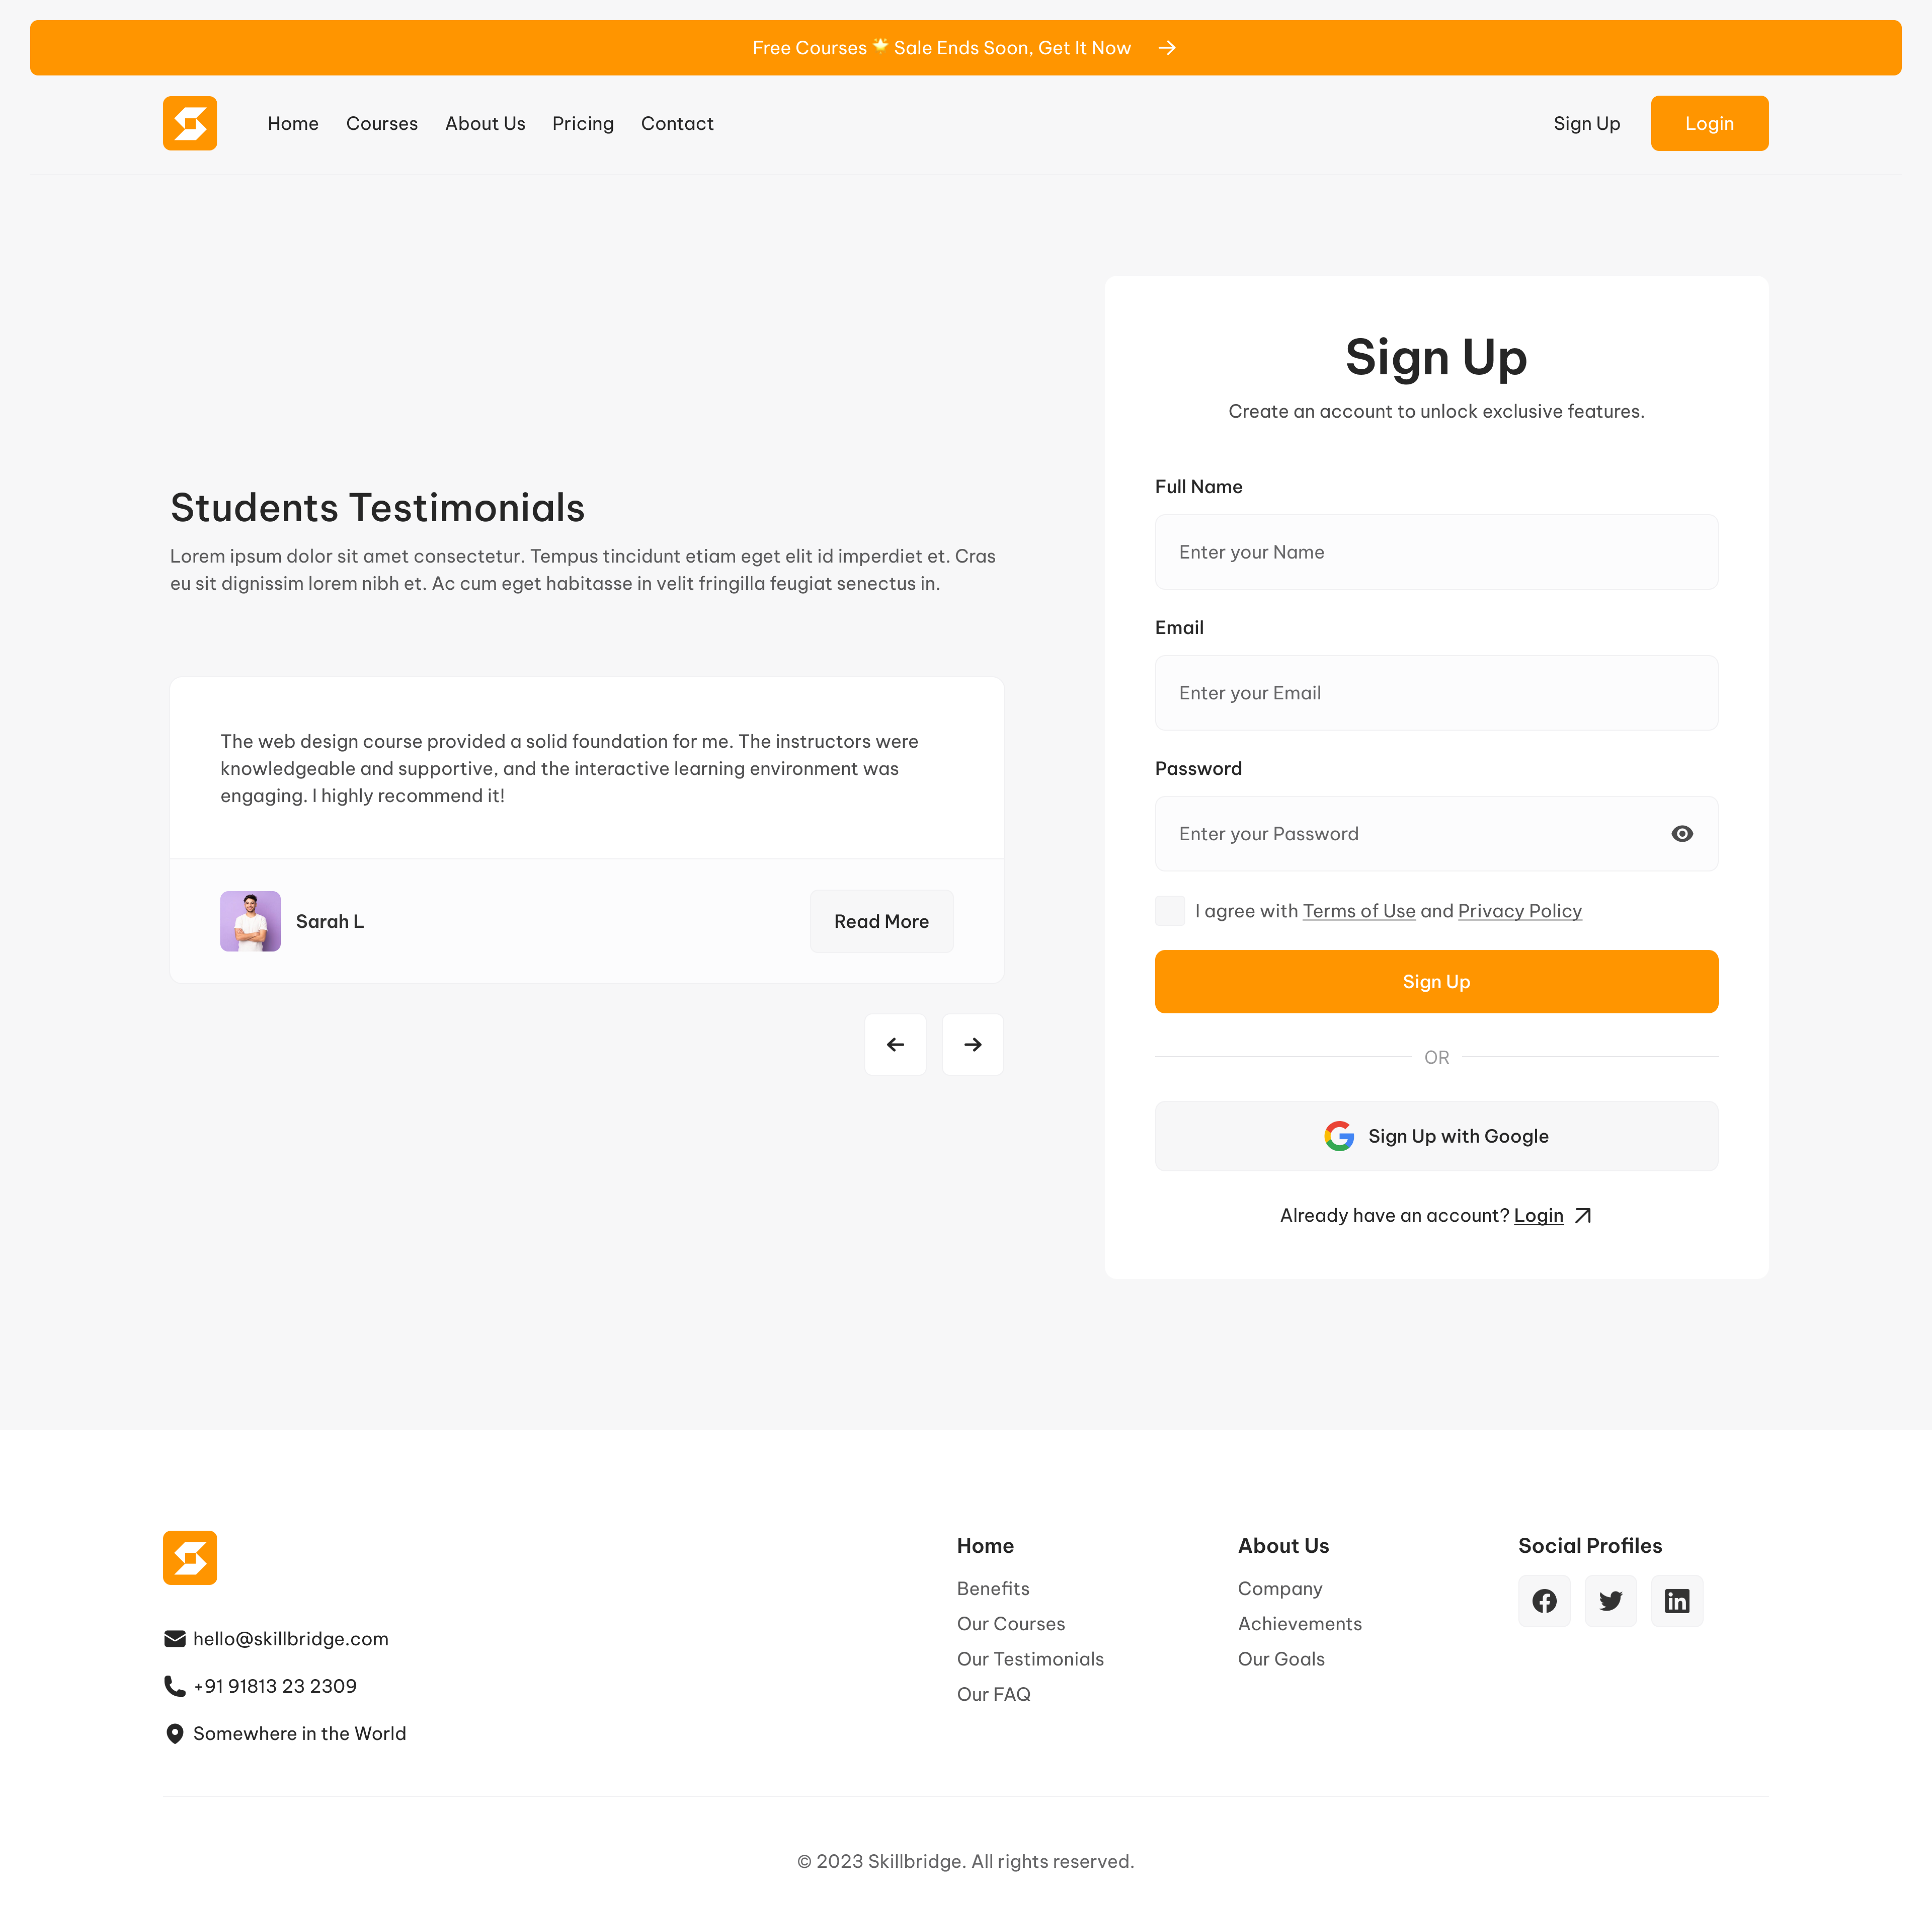 Free Courses 🌟 Sale Ends Soon, Get It Now
Home
Courses
About Us
Pricing
Contact
Sign Up
Login
Students Testimonials
Lorem ipsum dolor sit amet consectetur. Tempus tincidunt etiam eget elit id imperdiet et. Cras
eu sit dignissim lorem nibh et. Ac cum eget habitasse in velit fringilla feugiat senectus in.
The web design course provided a solid foundation for me. The instructors were
knowledgeable and supportive, and the interactive learning environment was
engaging. I highly recommend it!
Sarah L
Read More
Sign Up
Create an account to unlock exclusive features.
Full Name
Enter your Name
Email
Enter your Email
Password
Enter your Password
I agree with Terms of Use and Privacy Policy
Sign Up
OR
Sign Up with Google
Already have an account? Login
hello@skillbridge.com
+91 91813 23 2309
Somewhere in the World
Home
Benefits
Our Courses
Our Testimonials
Our FAQ
About Us
Company
Achievements
Our Goals
Social Profiles
© 2023 Skillbridge. All rights reserved.